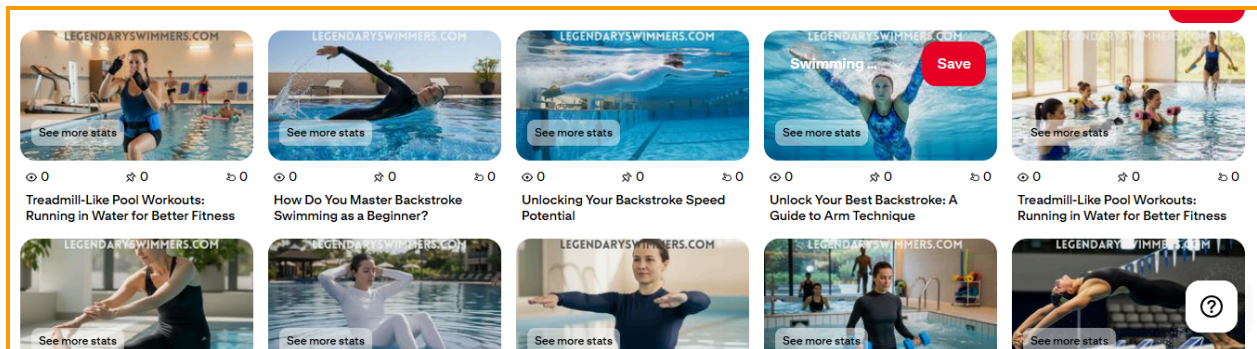 LEGENDARYSWIMMERS.COM
LEGENDARYSWIMMERS.COM
LEGENDARYSWIMMERS.COM
LEGENDARYSWIMMERS.COM
LEGENDARYSWIMMERS.COM
Swimming ...
Save
See more stats
See more stats
See more stats
See more stats
See more stats
0 0 0
0 0 0
0 0 0
0 0 0
0 0 0
Treadmill-Like Pool Workouts:
Running in Water for Better Fitness
How Do You Master Backstroke
Swimming as a Beginner?
Unlocking Your Backstroke Speed
Potential
Unlock Your Best Backstroke: A
Guide to Arm Technique
Treadmill-Like Pool Workouts:
Running in Water for Better Fitness
LEGENDARYSWIMMERS.COM
LEGENDARYSWIMMERS.COM
LEGENDARYSWIMMERS.COM
LEGENDARYSWIMMERS.COM
LEGENDARYSWIMMERS.COM
See more stats
See more stats
See more stats
See more stats
See more stats
?